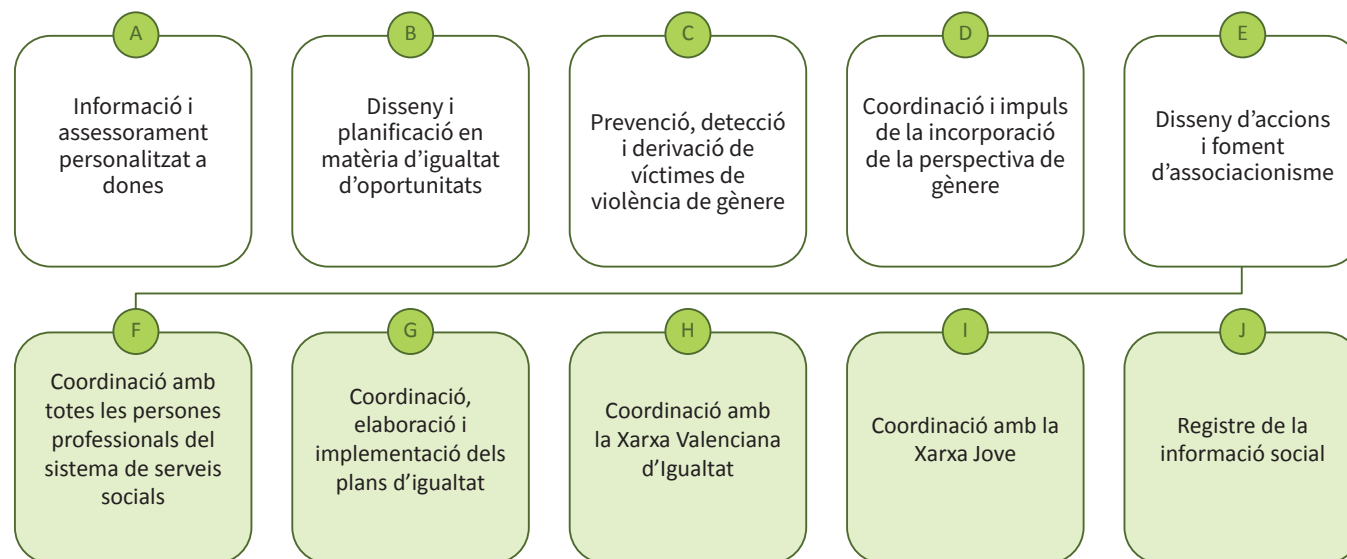 A
Informació i
assessorament
personalitzat a
dones
B
Disseny i
planificació en
matèria d’igualtat
d’oportunitats
C
Prevenció, detecció
i derivació de
víctimes de
violència de gènere
D
Coordinació i impuls
de la incorporació
de la perspectiva de
gènere
E
Disseny d’accions
i foment
d’associacionisme
F
Coordinació amb
totes les persones
professionals del
sistema de serveis
socials
G
Coordinació,
elaboració i
implementació dels
plans d’igualtat
H
Coordinació amb
la Xarxa Valenciana
d’Igualtat
I
Coordinació amb la
Xarxa Jove
J
Registre de la
informació social